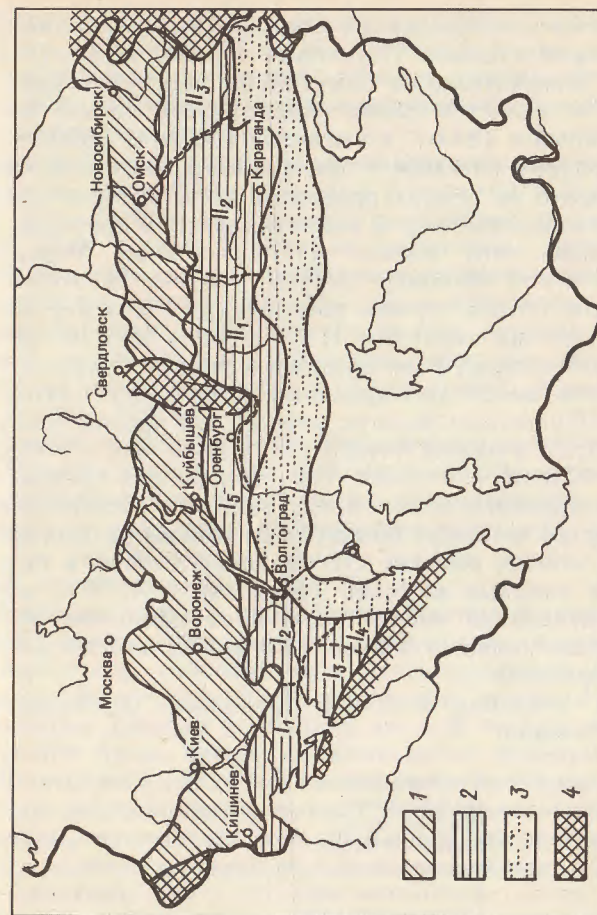 Новосибирск
Омск
II₃
Свердловск
II₂
Караганда
II₁
Куйбышев
Оренбург
I₅
Москва
Воронеж
Волгоград
I₂
Киев
I₁
I₃
I₄
Кишинев
1
2
3
4